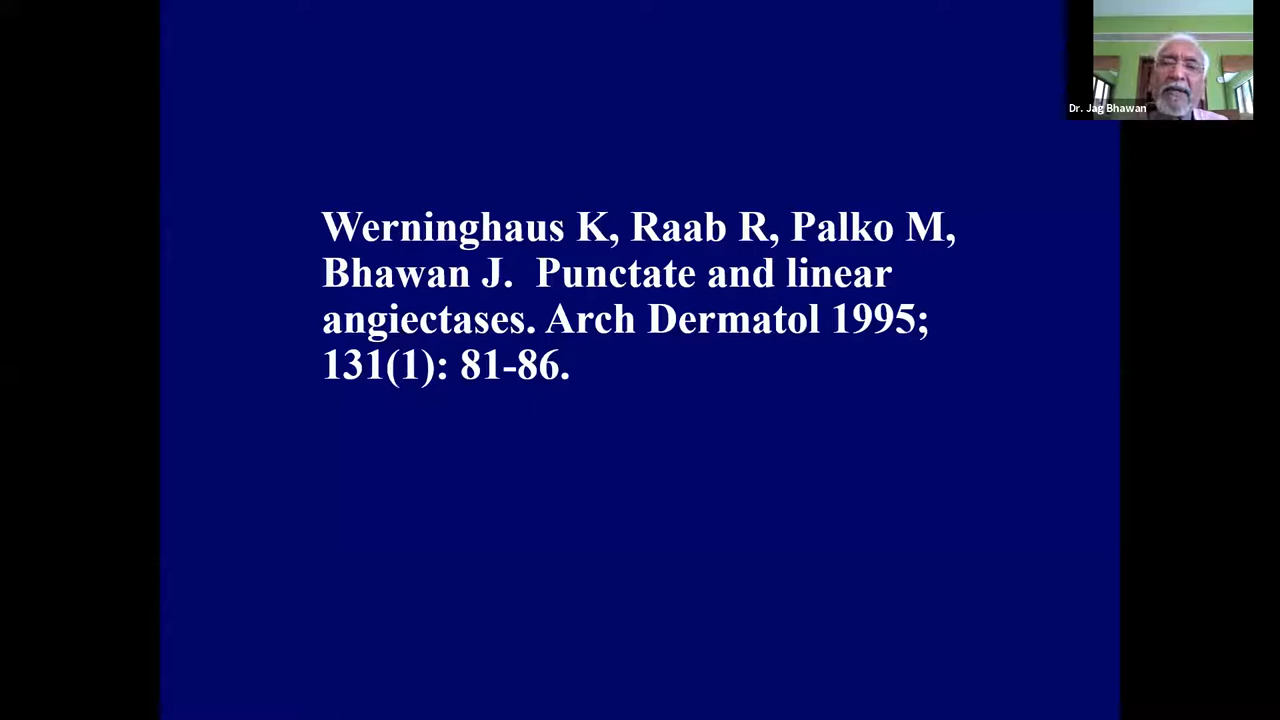 Dr. Jag Bhawan
Werninghaus K, Raab R, Palko M,
Bhawan J.  Punctate and linear
angiectases. Arch Dermatol 1995;
131(1): 81-86.